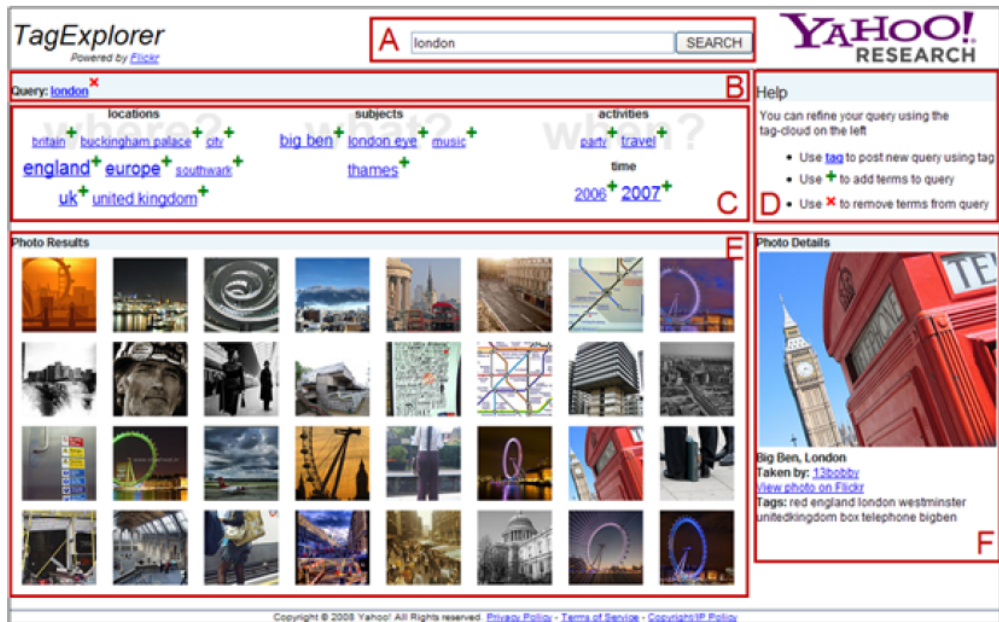 TagExplorer
Powered by Flickr
A
london
SEARCH
YAHOO!
RESEARCH
Query: london
B
where?
what?
when?
locations
britain+ buckingham palace+ city+
england+ europe+ southwark+
uk+ united kingdom+
subjects
big ben+ london eye+ music+
thames+
activities
party+ travel+
time
2006+ 2007+
C
Help
You can refine your query using the
tag-cloud on the left
• Use tag to post new query using tag
• Use + to add terms to query
• Use × to remove terms from query
D
Photo Results
E
Photo Details
TE
Big Ben, London
Taken by: 13bobby
View photo on Flickr
Tags: red england london westminster
unitedkingdom box telephone bigben
F
Copyright © 2008 Yahoo! All Rights reserved. Privacy Policy - Terms of Service - Copyright/IP Policy